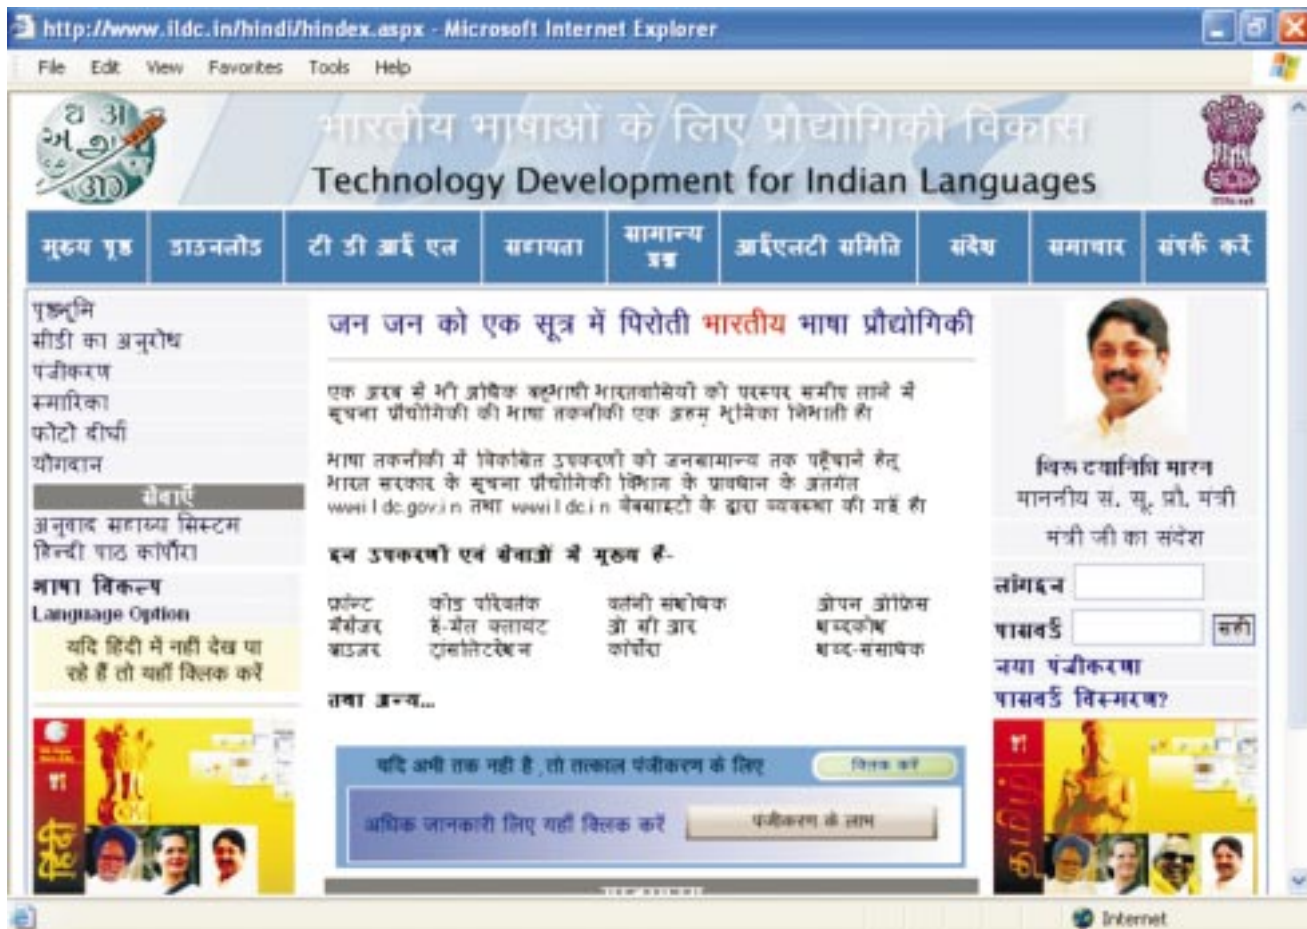 http://www.ildc.in/hindi/hindex.aspx - Microsoft Internet Explorer
File Edit View Favorites Tools Help
भारतीय भाषाओं के लिए प्रौद्योगिकी विकास
Technology Development for Indian Languages
मुख्य पृष्ठ
डाउनलोड
टी डी आई एल
सहायता
सामान्य
प्रश्न
आईएलटी समिति
संदेश
समाचार
संपर्क करें
पृष्ठभूमि
सीडी का अनुरोध
पंजीकरण
स्मारिका
फोटो दीर्घा
योगदान
सेवाएँ
अनुवाद सहाय्य सिस्टम
हिन्दी पाठ कॉर्पोरा
भाषा विकल्प
Language Option
यदि हिंदी में नहीं देख पा
रहे हैं तो यहाँ क्लिक करें
हिंदी
जन जन को एक सूत्र में पिरोती भारतीय भाषा प्रौद्योगिकी
एक अरब से भी अधिक बहुभाषी भारतवासियों को परस्पर समीप लाने में
सूचना प्रौद्योगिकी की भाषा तकनीकी एक अहम् भूमिका निभाती है।
भाषा तकनीकी में विकसित उपकरणों को जनसामान्य तक पहुँचाने हेतु
भारत सरकार के सूचना प्रौद्योगिकी विभाग के प्रावधान के अंतर्गत
www.ildc.gov.in तथा www.ildc.in वेबसाइटो के द्वारा व्यवस्था की गई है।
इन उपकरणों एवं सेवाओं में मुख्य हैं-
फ़ॉन्ट कोड परिवर्तक वर्तनी संशोधक ओपन ऑफ़िस
मैसेंजर ई-मेल क्लायंट ओ सी आर शब्दकोश
ब्राउज़र ट्रांसलिटरेशन कॉर्पोरा शब्द-संसाधक
तथा अन्य...
यदि अभी तक नही है ,तो तत्काल पंजीकरण के लिए
क्लिक करें
अधिक जानकारी लिए यहाँ क्लिक करें
पंजीकरण के लाभ
थिरू दयानिधि मारन
माननीय सं. सू. प्रौ. मंत्री
मंत्री जी का संदेश
लॉगइन
पासवर्ड
सही
नया पंजीकरण
पासवर्ड विस्मरण?
தமிழ்
Internet